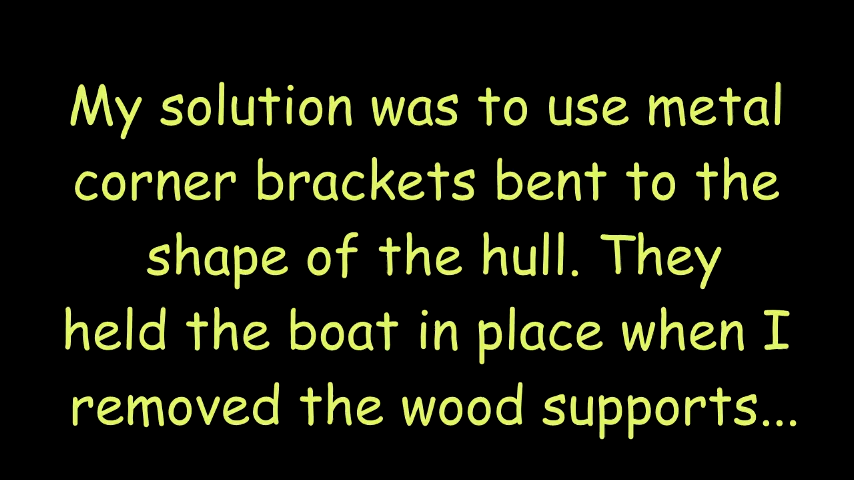 My solution was to use metal
corner brackets bent to the
shape of the hull. They
held the boat in place when I
removed the wood supports...